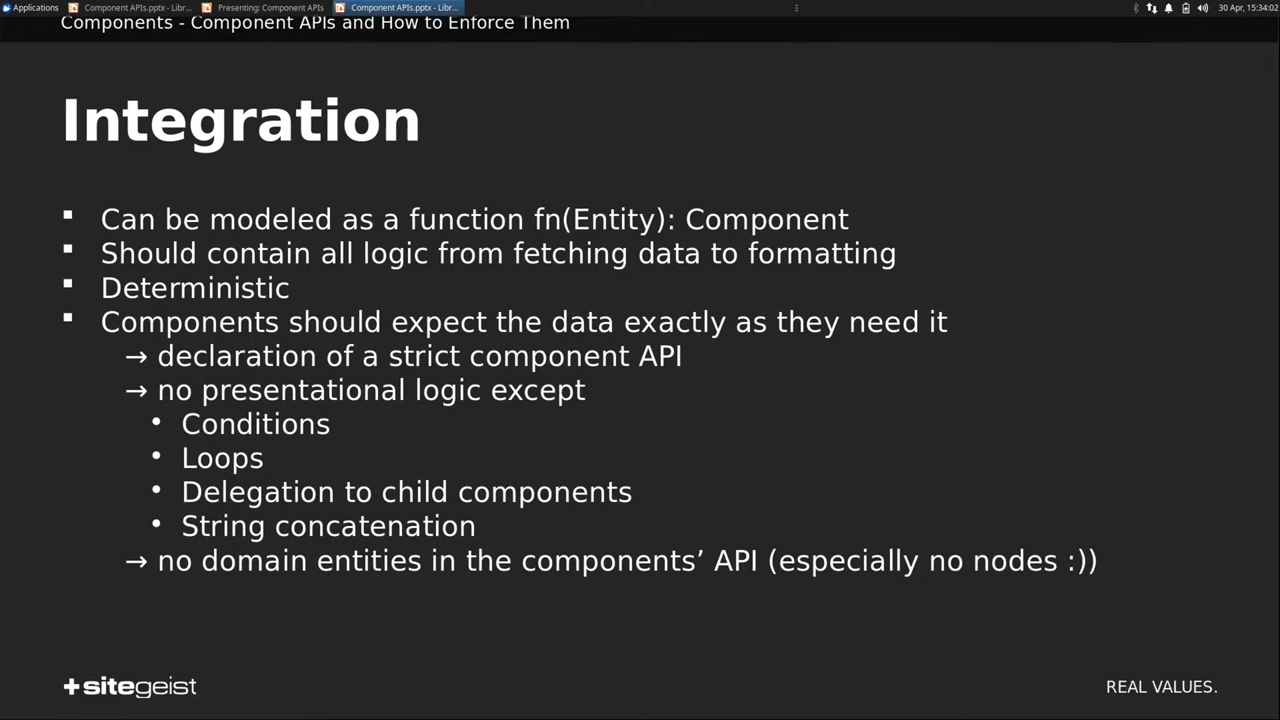 Applications
Component APIs.pptx - Libr...
Presenting: Component APIs
Component APIs.pptx - Libr...
30 Apr, 15:34:02
Components - Component APIs and How to Enforce Them
Integration
▪ Can be modeled as a function fn(Entity): Component
▪ Should contain all logic from fetching data to formatting
▪ Deterministic
▪ Components should expect the data exactly as they need it
→ declaration of a strict component API
→ no presentational logic except
• Conditions
• Loops
• Delegation to child components
• String concatenation
→ no domain entities in the components’ API (especially no nodes :))
+sitegeist
REAL VALUES.